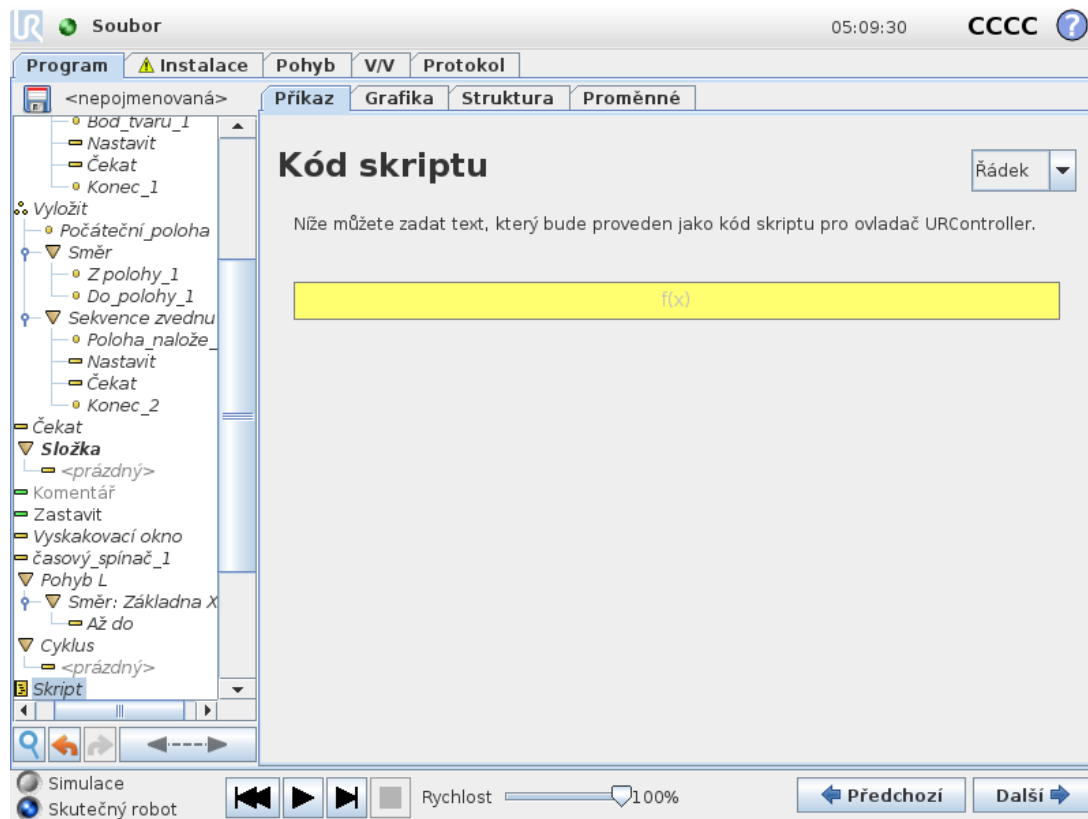 UR Soubor 05:09:30 CCCC ?
Program Instalace Pohyb V/V Protokol
<nepojmenovaná> Příkaz Grafika Struktura Proměnné
Bod_tvaru_1
Nastavit
Čekat
Konec_1
Vyložit
Počáteční_poloha
Směr
Z polohy_1
Do_polohy_1
Sekvence zvednu
Poloha_nalože_
Nastavit
Čekat
Konec_2
Čekat
Složka
<prázdný>
Komentář
Zastavit
Vyskakovací okno
časový_spínač_1
Pohyb L
Směr: Základna X
Až do
Cyklus
<prázdný>
Skript
Kód skriptu
Řádek
Níže můžete zadat text, který bude proveden jako kód skriptu pro ovladač URController.
f(x)
Simulace
Skutečný robot
Rychlost 100%
Předchozí Další